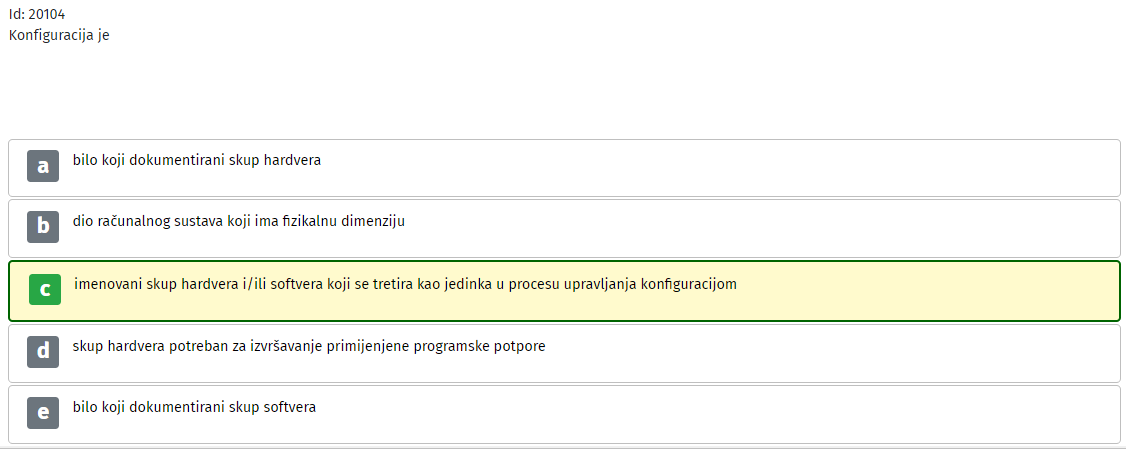 Id: 20104
Konfiguracija je
a bilo koji dokumentirani skup hardvera
b dio računalnog sustava koji ima fizikalnu dimenziju
c imenovani skup hardvera i/ili softvera koji se tretira kao jedinka u procesu upravljanja konfiguracijom
d skup hardvera potreban za izvršavanje primijenjene programske potpore
e bilo koji dokumentirani skup softvera